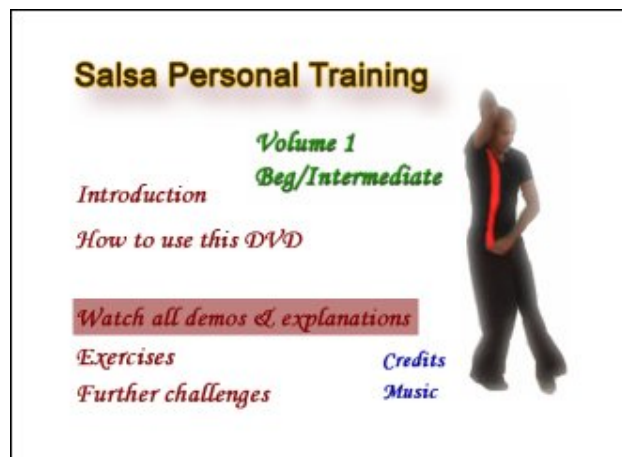 Salsa Personal Training
Volume 1
Beg/Intermediate
Introduction
How to use this DVD
Watch all demos & explanations
Exercises
Further challenges
Credits
Music